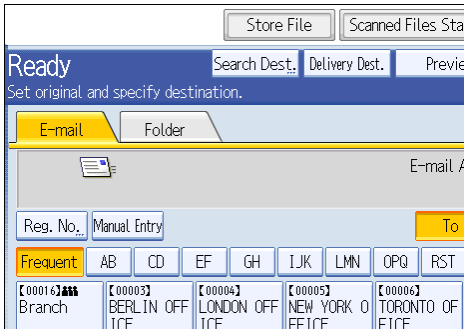 Store File Scanned Files Sta
Ready Search Dest. Delivery Dest. Previe
Set original and specify destination.
E-mail Folder
E-mail A
Reg. No. Manual Entry To
Frequent AB CD EF GH IJK LMN OPQ RST
【00016】 【00003】 【00004】 【00005】 【00006】
Branch BERLIN OFF LONDON OFF NEW YORK O TORONTO OF
ICE ICE FFICE FICE